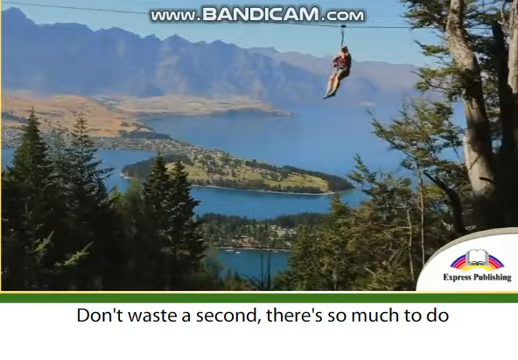 www.BANDICAM.com
Express Publishing
Don't waste a second, there's so much to do